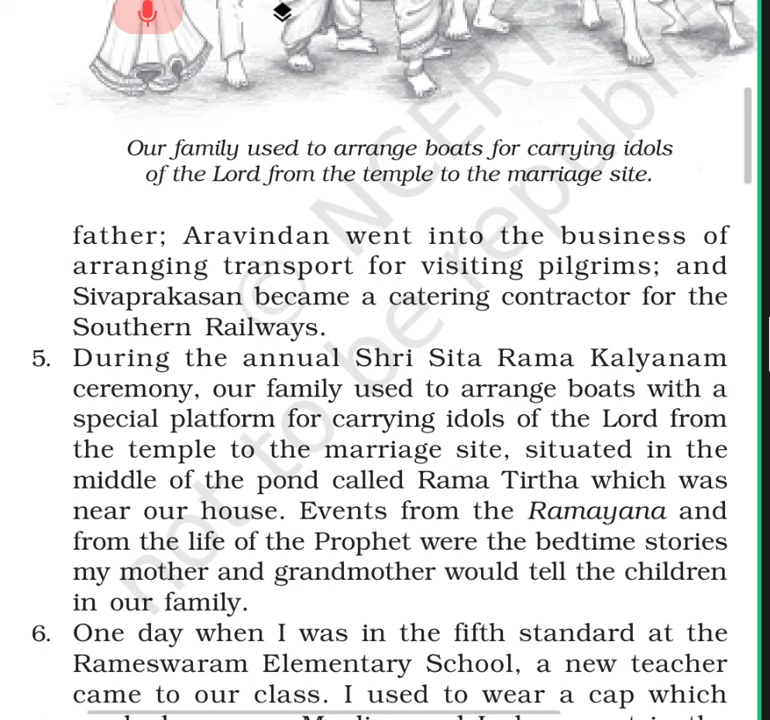 Our family used to arrange boats for carrying idols
of the Lord from the temple to the marriage site.
father; Aravindan went into the business of
arranging transport for visiting pilgrims; and
Sivaprakasan became a catering contractor for the
Southern Railways.
5. During the annual Shri Sita Rama Kalyanam
ceremony, our family used to arrange boats with a
special platform for carrying idols of the Lord from
the temple to the marriage site, situated in the
middle of the pond called Rama Tirtha which was
near our house. Events from the Ramayana and
from the life of the Prophet were the bedtime stories
my mother and grandmother would tell the children
in our family.
6. One day when I was in the fifth standard at the
Rameswaram Elementary School, a new teacher
came to our class. I used to wear a cap which
© NCERT
not to be republi